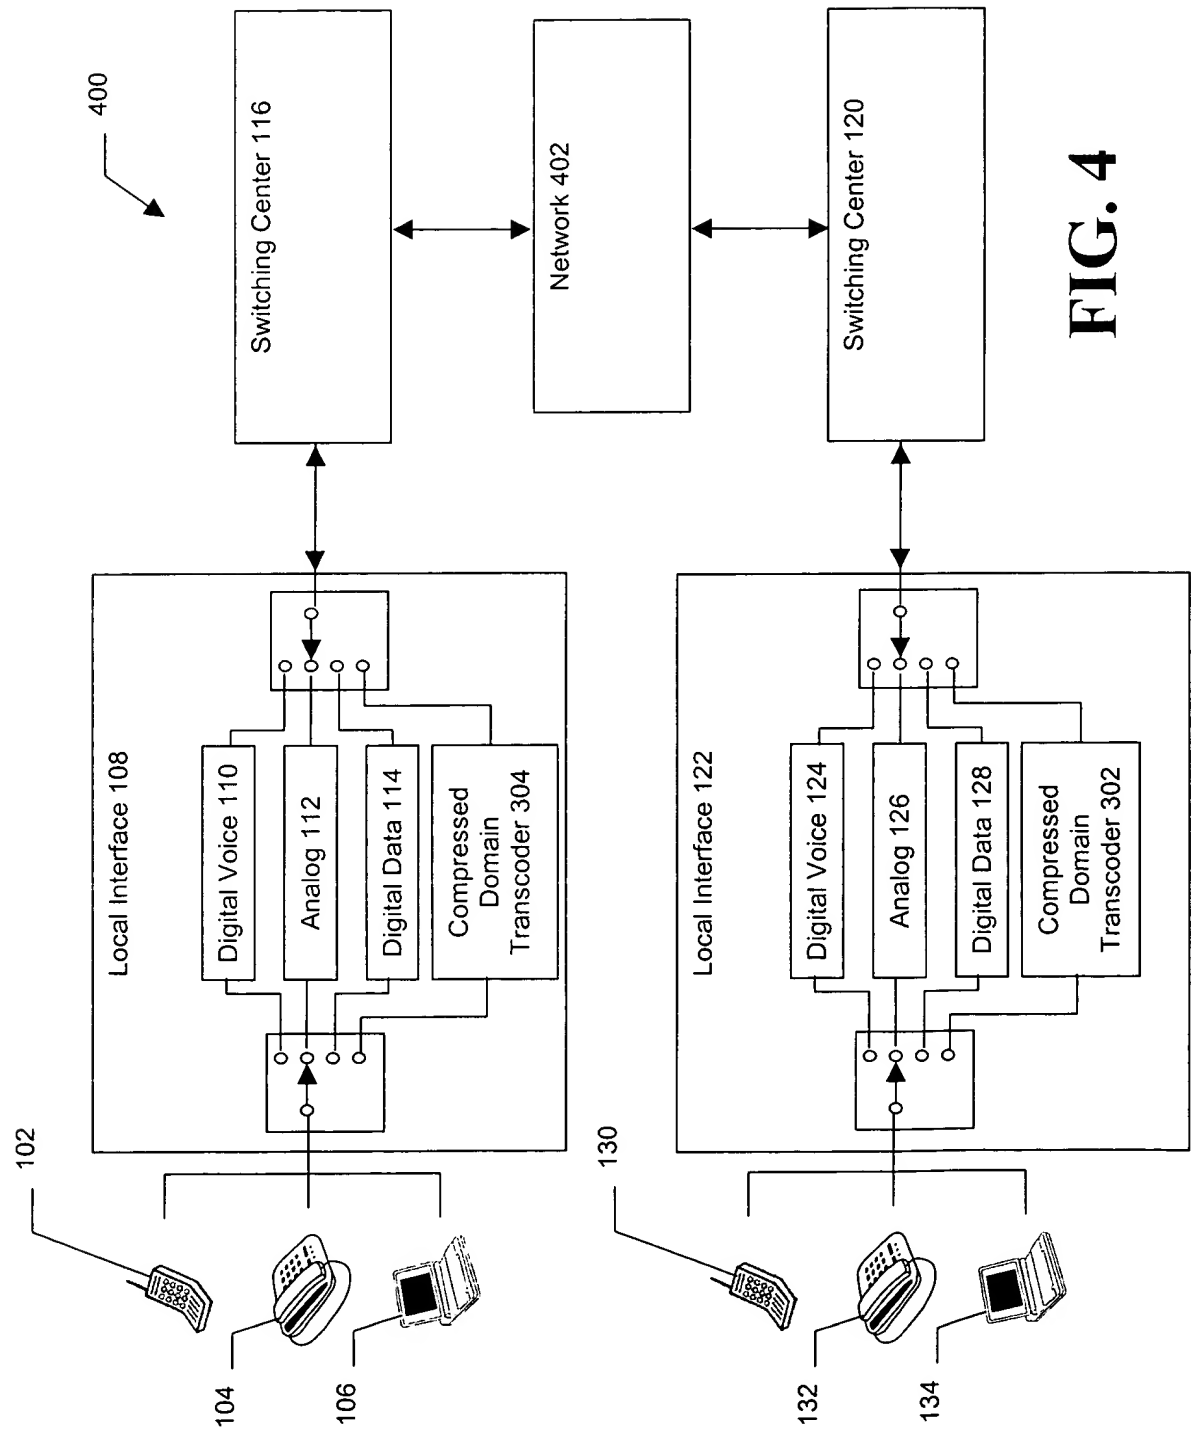 400
Switching Center 116
Network 402
Switching Center 120
Local Interface 108
Digital Voice 110
Analog 112
Digital Data 114
Compressed
Domain
Transcoder 304
102
104
106
Local Interface 122
Digital Voice 124
Analog 126
Digital Data 128
Compressed
Domain
Transcoder 302
130
132
134
FIG. 4